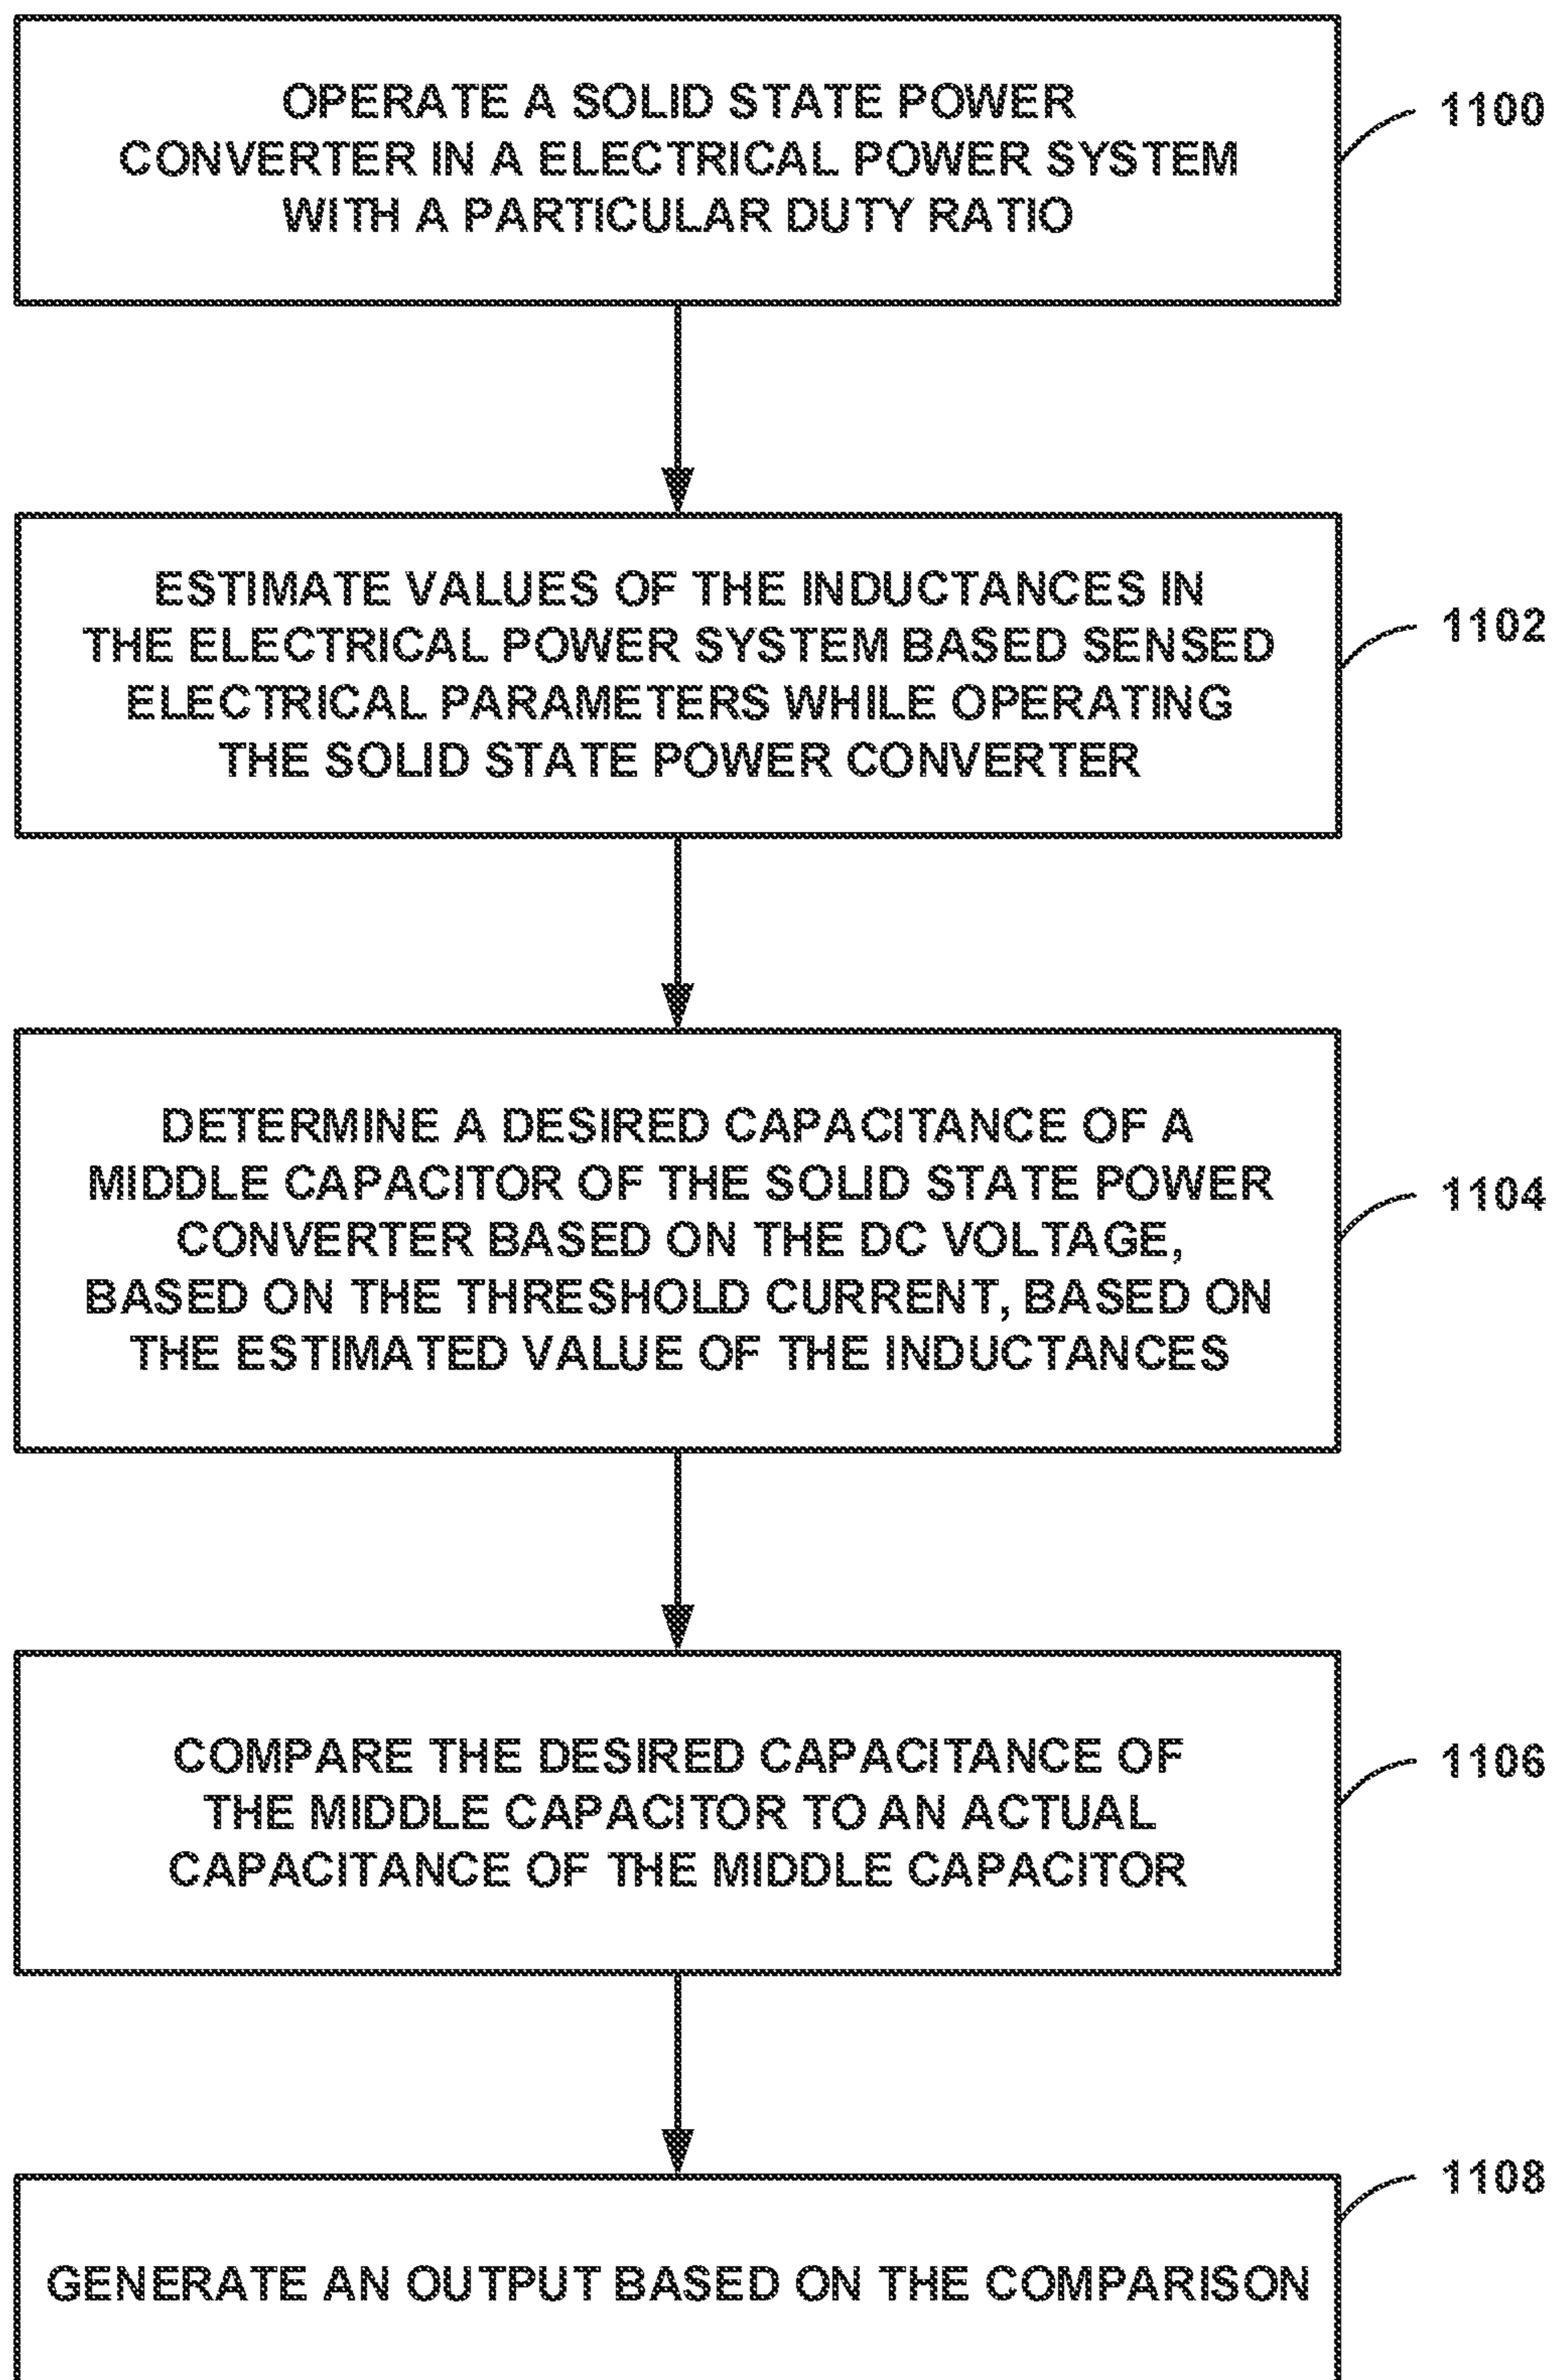 OPERATE A SOLID STATE POWER
CONVERTER IN A ELECTRICAL POWER SYSTEM
WITH A PARTICULAR DUTY RATIO
1100
ESTIMATE VALUES OF THE INDUCTANCES IN
THE ELECTRICAL POWER SYSTEM BASED SENSED
ELECTRICAL PARAMETERS WHILE OPERATING
THE SOLID STATE POWER CONVERTER
1102
DETERMINE A DESIRED CAPACITANCE OF A
MIDDLE CAPACITOR OF THE SOLID STATE POWER
CONVERTER BASED ON THE DC VOLTAGE,
BASED ON THE THRESHOLD CURRENT, BASED ON
THE ESTIMATED VALUE OF THE INDUCTANCES
1104
COMPARE THE DESIRED CAPACITANCE OF
THE MIDDLE CAPACITOR TO AN ACTUAL
CAPACITANCE OF THE MIDDLE CAPACITOR
1106
GENERATE AN OUTPUT BASED ON THE COMPARISON
1108